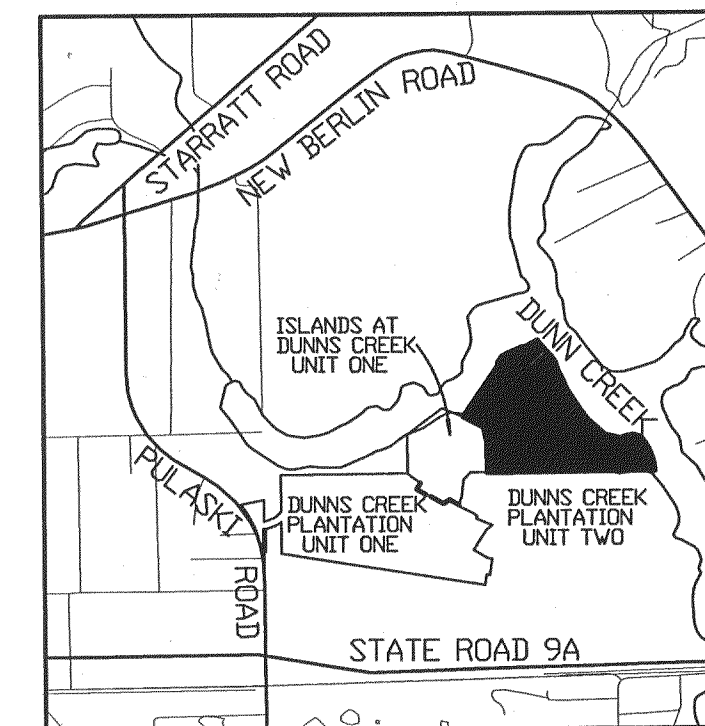 STARRATT ROAD
NEW BERLIN ROAD
ISLANDS AT
DUNNS CREEK
UNIT ONE
DUNN CREEK
PULASKI
ROAD
DUNNS CREEK
PLANTATION
UNIT ONE
DUNNS CREEK
PLANTATION
UNIT TWO
STATE ROAD 9A